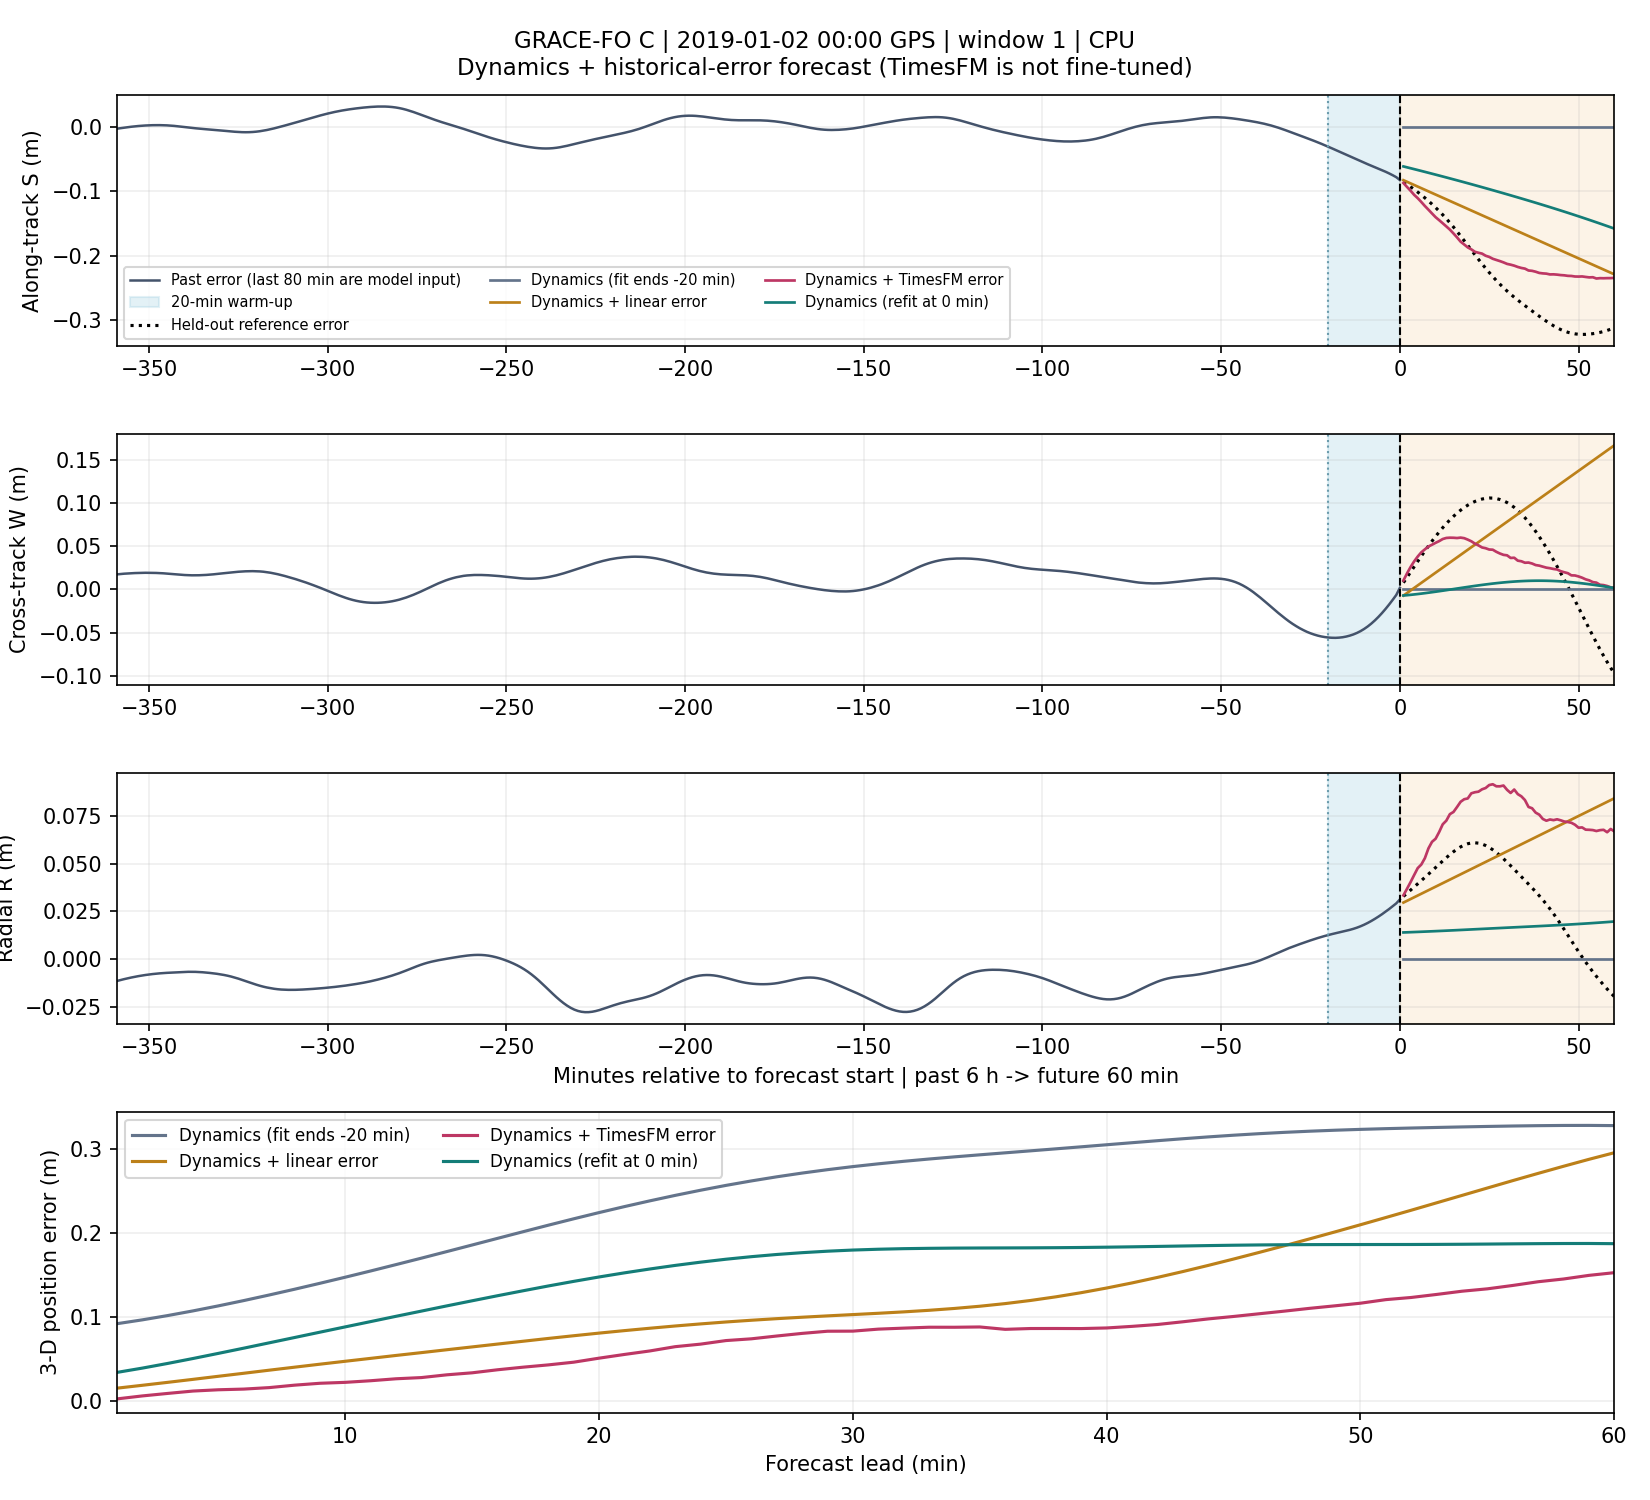 GRACE-FO C | 2019-01-02 00:00 GPS | window 1 | CPU
Dynamics + historical-error forecast (TimesFM is not fine-tuned)
Along-track S (m)
0.0
−0.1
−0.2
−0.3
Past error (last 80 min are model input)
20-min warm-up
Held-out reference error
Dynamics (fit ends -20 min)
Dynamics + linear error
Dynamics + TimesFM error
Dynamics (refit at 0 min)
−350 −300 −250 −200 −150 −100 −50 0 50
Cross-track W (m)
0.15
0.10
0.05
0.00
−0.05
−0.10
−350 −300 −250 −200 −150 −100 −50 0 50
Radial R (m)
0.075
0.050
0.025
0.000
−0.025
−350 −300 −250 −200 −150 −100 −50 0 50
Minutes relative to forecast start | past 6 h -> future 60 min
3-D position error (m)
0.3
0.2
0.1
0.0
Dynamics (fit ends -20 min)
Dynamics + linear error
Dynamics + TimesFM error
Dynamics (refit at 0 min)
10 20 30 40 50 60
Forecast lead (min)